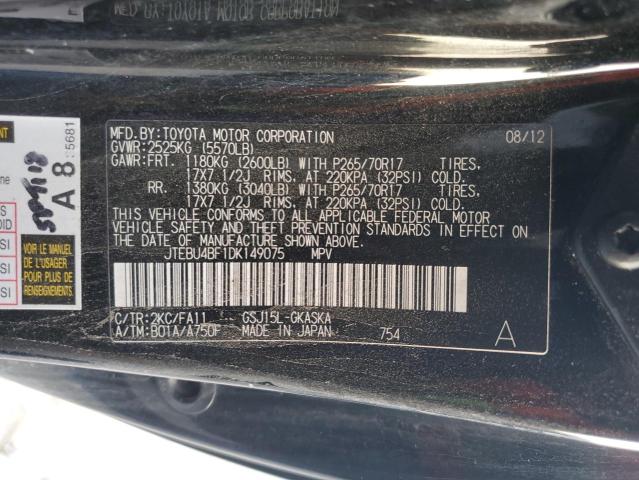 MFD.BY:TOYOTA MOTOR CORPORATION 08/12
GVWR:2525KG (5570LB)
GAWR:FRT. 1180KG (2600LB) WITH P265/70R17 TIRES,
17X7 1/2J RIMS, AT 220KPA (32PSI) COLD.
RR. 1380KG (3040LB) WITH P265/70R17 TIRES,
17X7 1/2J RIMS, AT 220KPA (32PSI) COLD.
THIS VEHICLE CONFORMS TO ALL APPLICABLE FEDERAL MOTOR
VEHICLE SAFETY AND THEFT PREVENTION STANDARDS IN EFFECT ON
THE DATE OF MANUFACTURE SHOWN ABOVE.
JTEBU4BF1DK149075 MPV
C/TR:2KC/FA11 GSJ15L-GKASKA
A/TM:B01A/A750F MADE IN JAPAN 754 A
A 8 5681
VOIR LE MANUEL
DE L'USAGER
POUR PLUS DE
RENSEIGNEMENTS